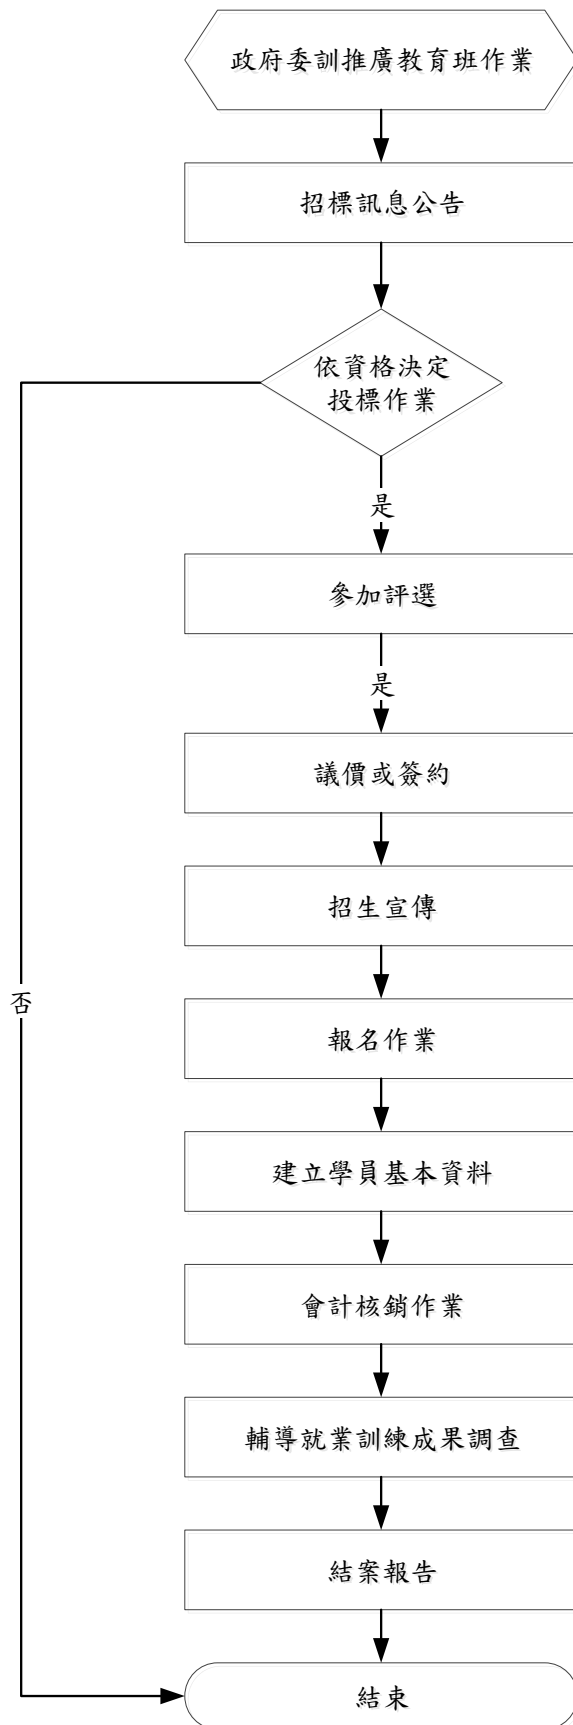 政府委訓推廣教育班作業
招標訊息公告
依資格決定
投標作業
是
參加評選
是
議價或簽約
招生宣傳
否
報名作業
建立學員基本資料
會計核銷作業
輔導就業訓練成果調查
結案報告
結束